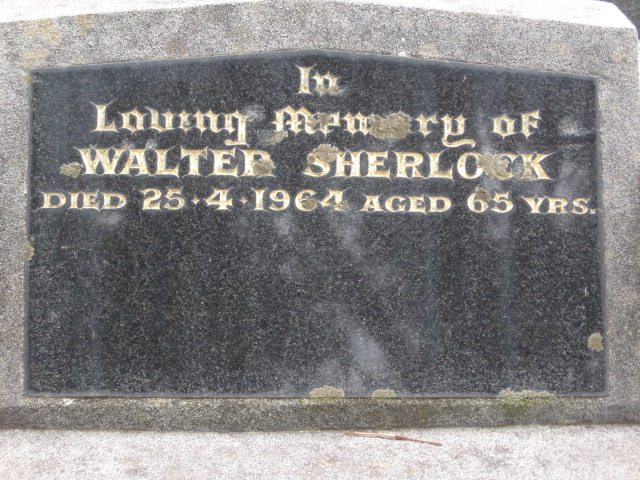 In
Loving Memory of
WALTER SHERLOCK
DIED 25·4·1964 AGED 65 YRS.